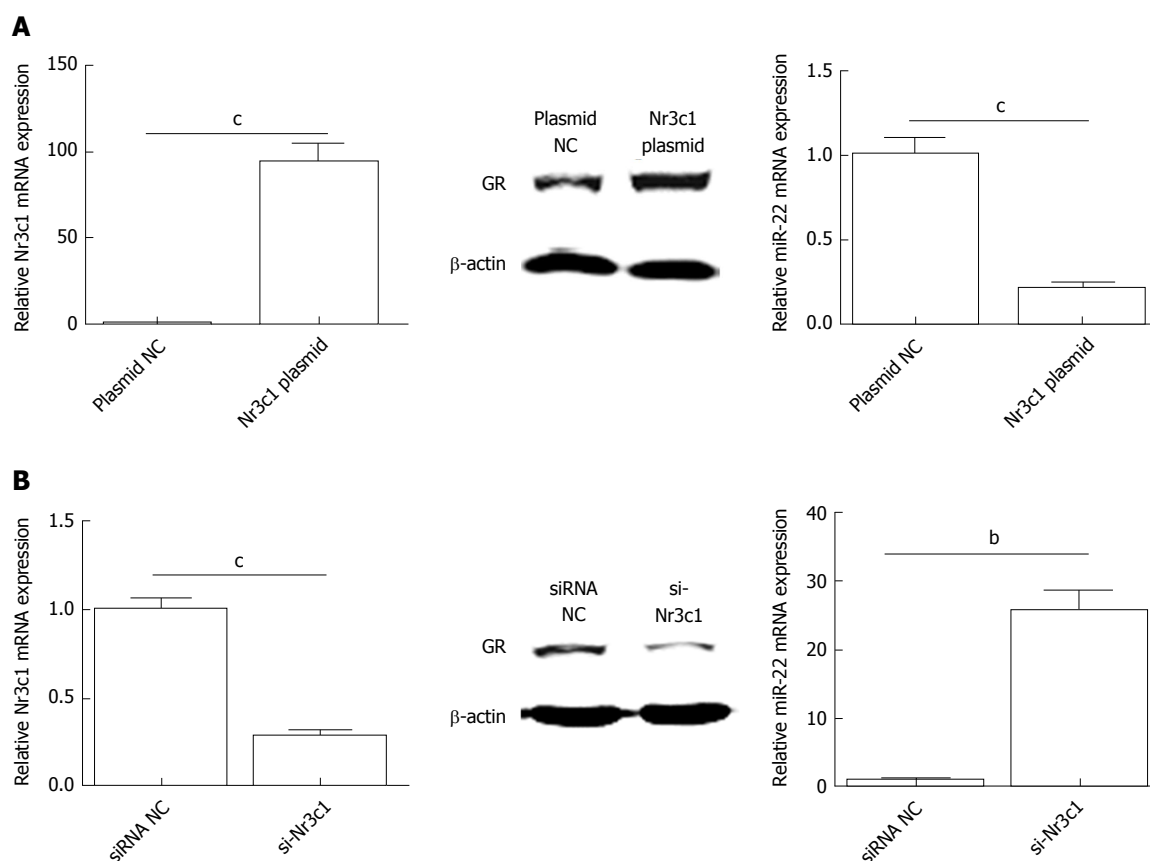 A
Relative Nr3c1 mRNA expression
150
100
50
0
c
Plasmid NC
Nr3c1 plasmid
Plasmid
NC
Nr3c1
plasmid
GR
β-actin
Relative miR-22 mRNA expression
1.5
1.0
0.5
0.0
c
Plasmid NC
Nr3c1 plasmid
B
Relative Nr3c1 mRNA expression
1.5
1.0
0.5
0.0
c
siRNA NC
si-Nr3c1
siRNA
NC
si-
Nr3c1
GR
β-actin
Relative miR-22 mRNA expression
40
30
20
10
0
b
siRNA NC
si-Nr3c1